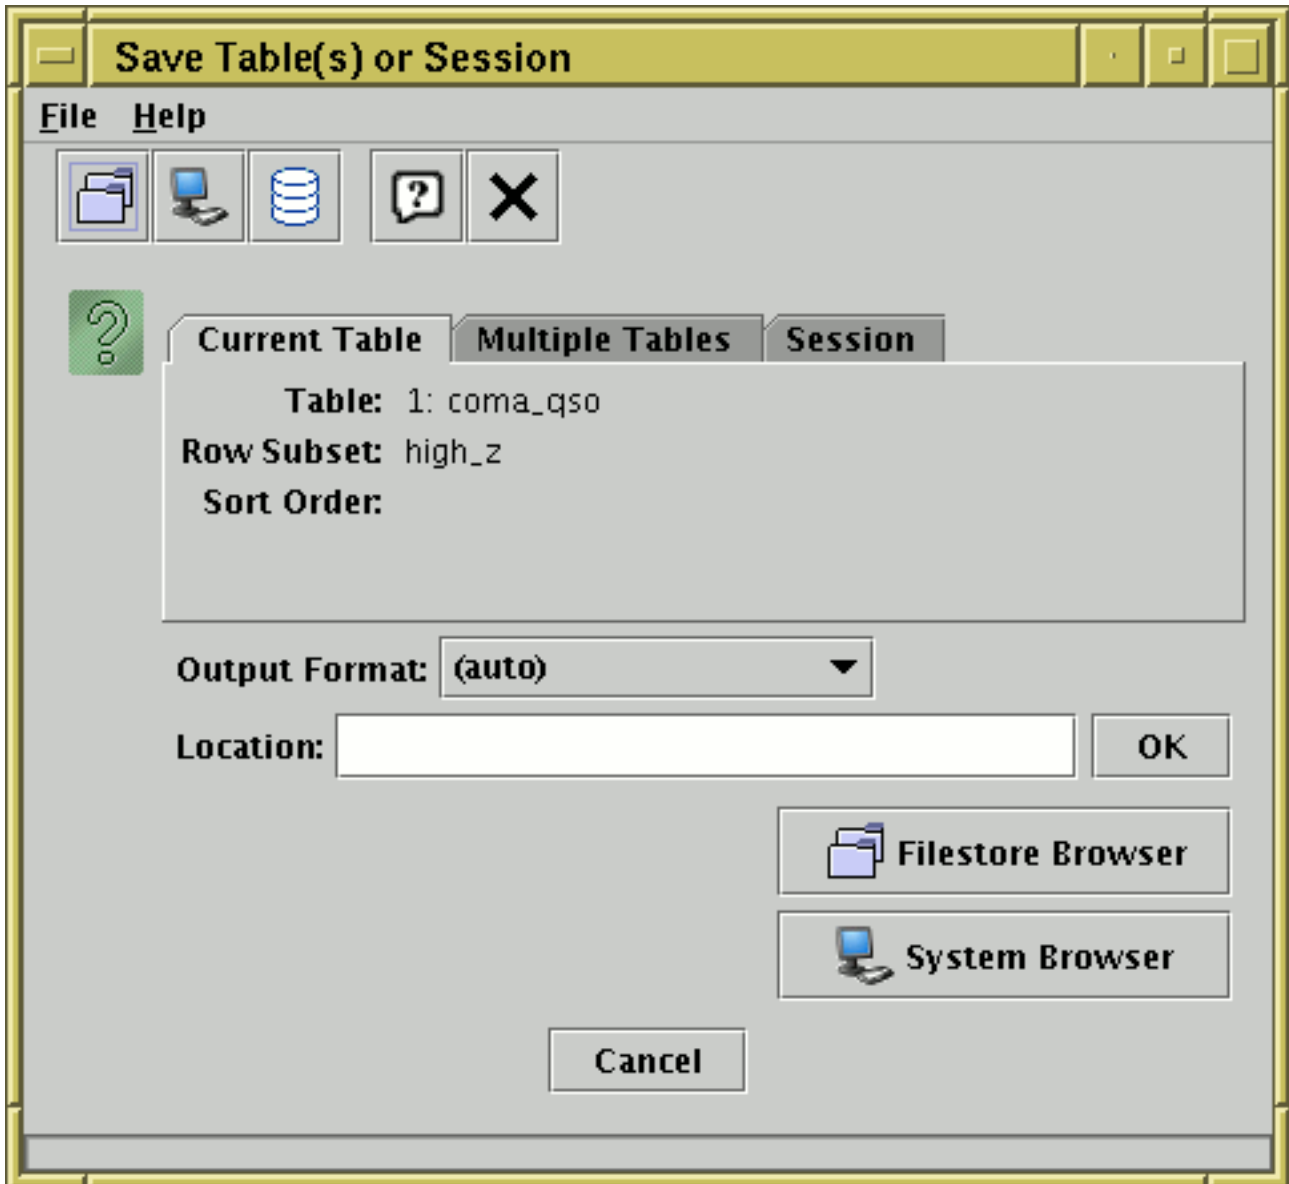 Save Table(s) or Session
File Help
?
?
Current Table Multiple Tables Session
Table: 1: coma_qso
Row Subset: high_z
Sort Order:
Output Format: (auto)
Location: OK
Filestore Browser
System Browser
Cancel